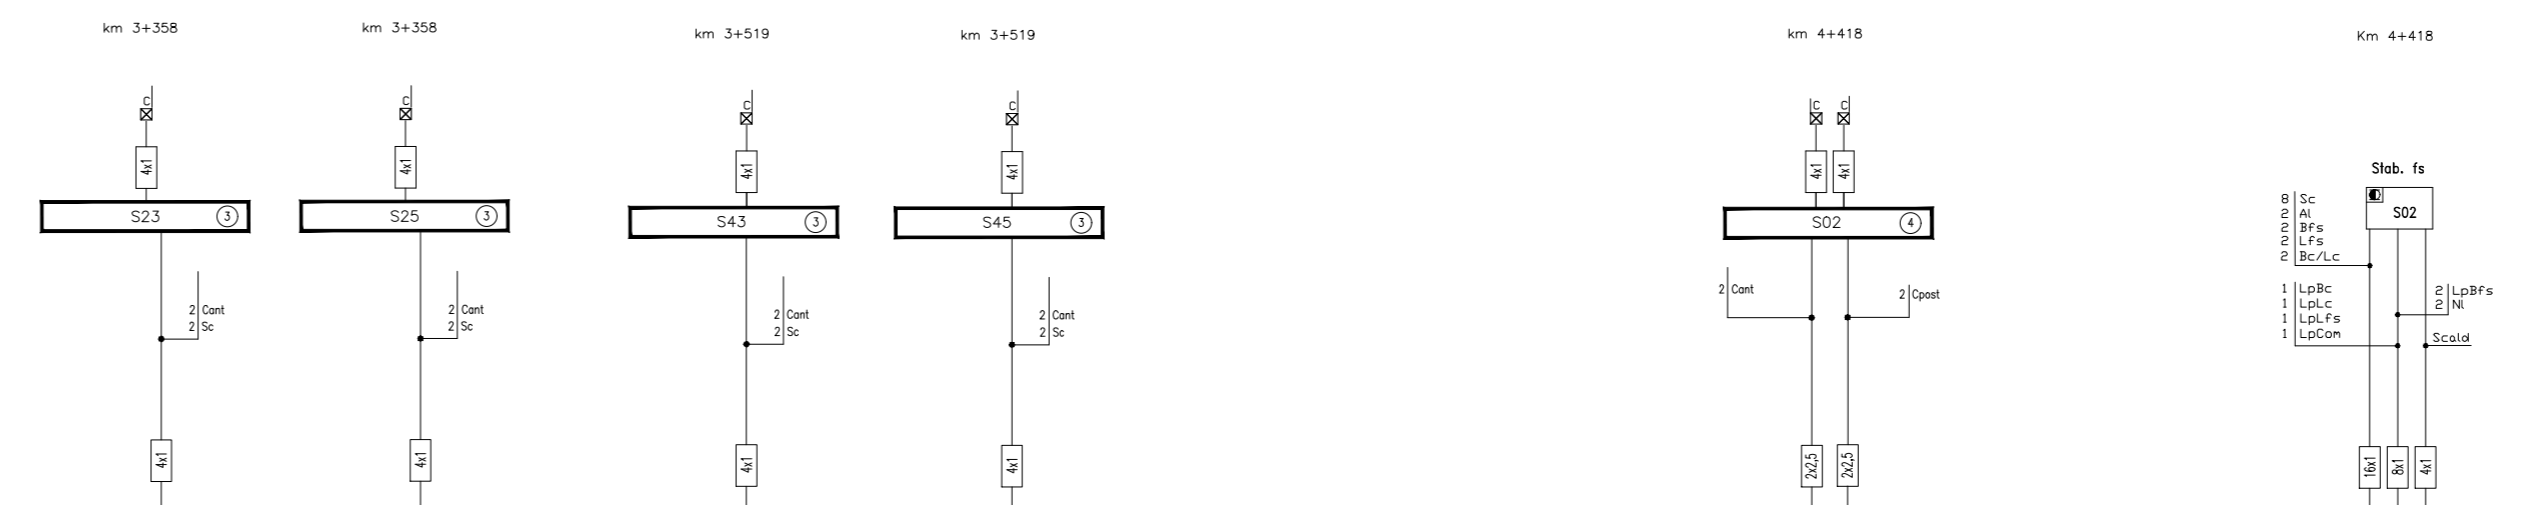 km 3+358
km 3+358
km 3+519
km 3+519
km 4+418
Km 4+418
C
C
C
C
C C
4x1
4x1
4x1
4x1
4x1 4x1
Stab. fs
S02
S23 3
S25 3
S43 3
S45 3
S02 4
8 Sc
2 Al
2 Bfs
2 Lfs
2 Bc/Lc
2 Cant
2 Sc
2 Cant
2 Sc
2 Cant
2 Sc
2 Cant
2 Sc
2 Cant
2 Cpost
1 LpBc
1 LpLc
1 LpLfs
1 LpCom
2 LpBfs
2 Nl
Scald
4x1
4x1
4x1
4x1
2x2,5 2x2,5
16x1 8x1 4x1